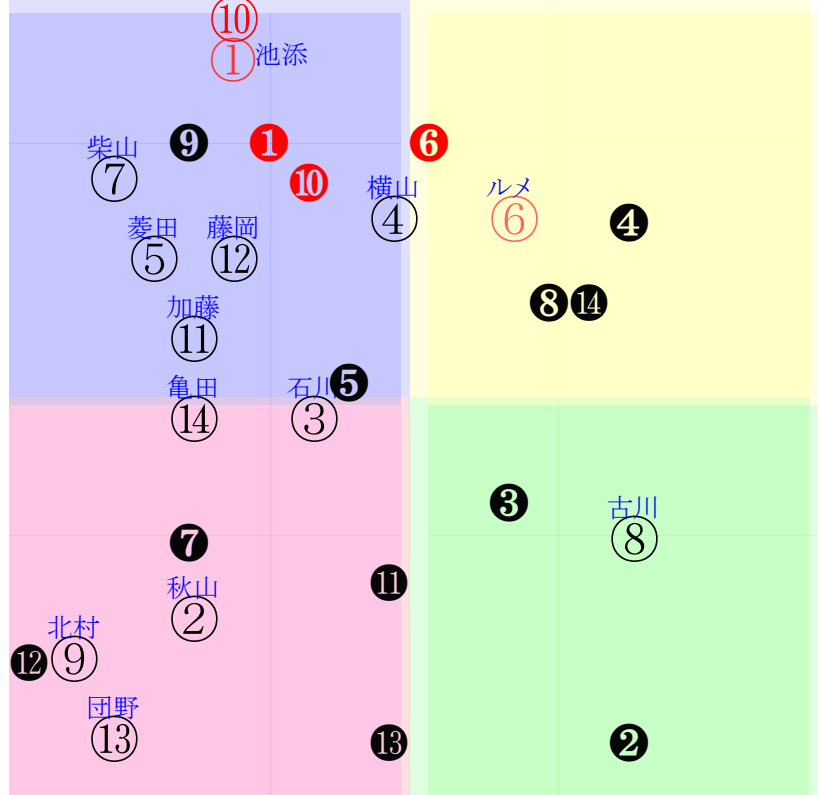 ⑩
① 池添
❾ ❶ ❻
柴山
⑦
❿
横山 ルメ
④ ⑥ ❹
菱田 藤岡
⑤ ⑫
❽ ⓮
加藤
⑪
亀田 石川 ❺
⑭ ③
❸
古川
⑧
❼
⓫
秋山
②
北村
⓬ ⑨
団野
⑬ ⓭ ❷